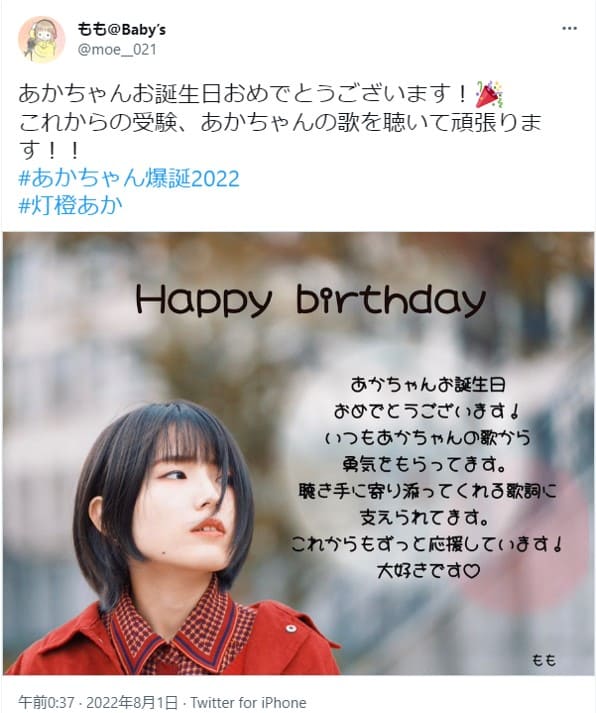 もも@Baby's
@moe__021
あかちゃんお誕生日おめでとうございます！🎉
これからの受験、あかちゃんの歌を聴いて頑張りま
す！！
#あかちゃん爆誕2022
#灯橙あか
Happy birthday
あかちゃんお誕生日
おめでとうございます!
いつもあかちゃんの歌から
勇気をもらってます。
聴き手に寄り添ってくれる歌詞に
支えられてます。
これからもずっと応援しています!
大好きです♡
もも
午前0:37 · 2022年8月1日 · Twitter for iPhone